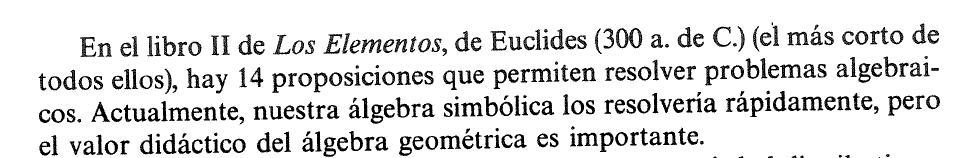 En el libro II de Los Elementos, de Euclides (300 a. de C.) (el más corto de
todos ellos), hay 14 proposiciones que permiten resolver problemas algebrai-
cos. Actualmente, nuestra álgebra simbólica los resolvería rápidamente, pero
el valor didáctico del álgebra geométrica es importante.